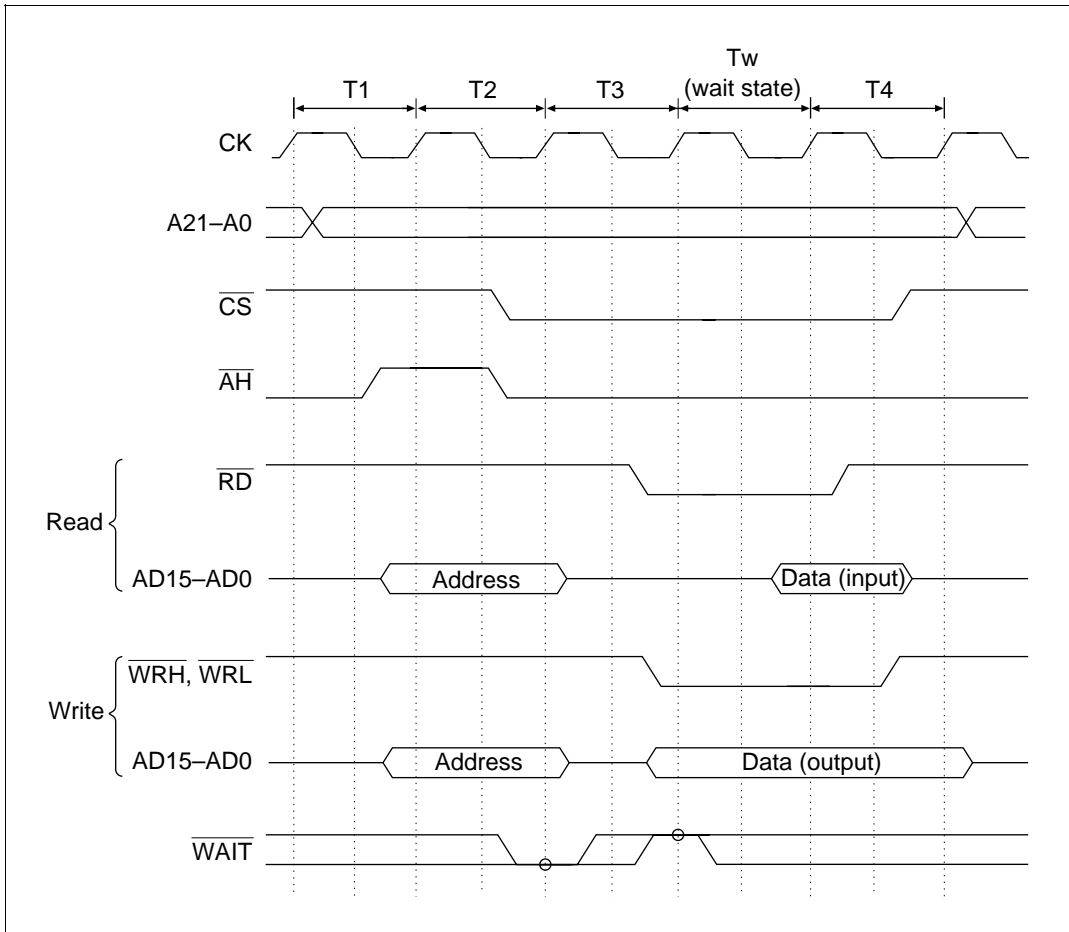 T1 T2 T3 Tw
(wait state) T4
CK
A21–A0
CS
AH
RD
Read
AD15–AD0 Address Data (input)
WRH, WRL
Write
AD15–AD0 Address Data (output)
WAIT